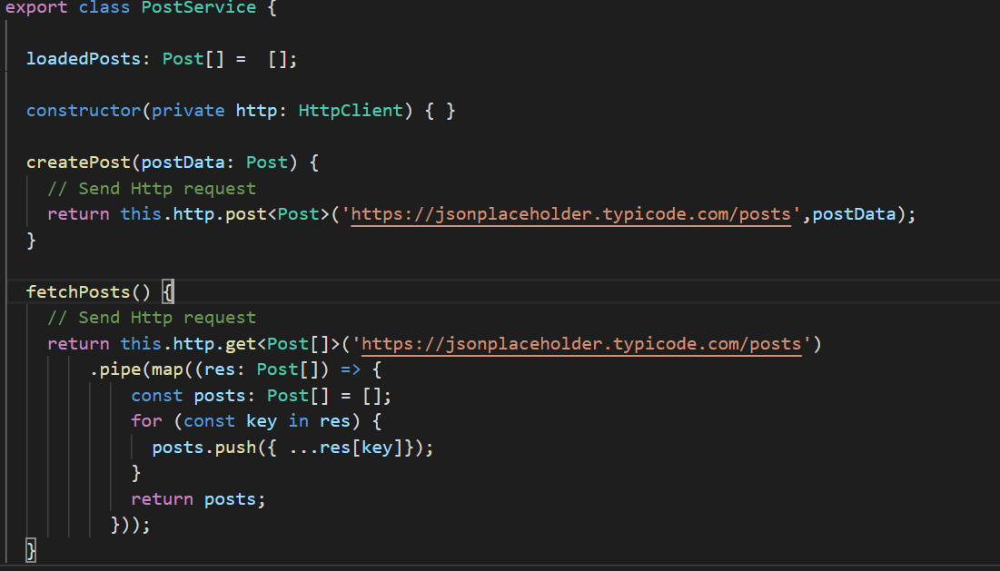 export class PostService {
loadedPosts: Post[] =  [];
constructor(private http: HttpClient) { }
createPost(postData: Post) {
// Send Http request
return this.http.post<Post>('https://jsonplaceholder.typicode.com/posts',postData);
}
fetchPosts() {
// Send Http request
return this.http.get<Post[]>('https://jsonplaceholder.typicode.com/posts')
.pipe(map((res: Post[]) => {
const posts: Post[] = [];
for (const key in res) {
posts.push({ ...res[key]});
}
return posts;
}));
}